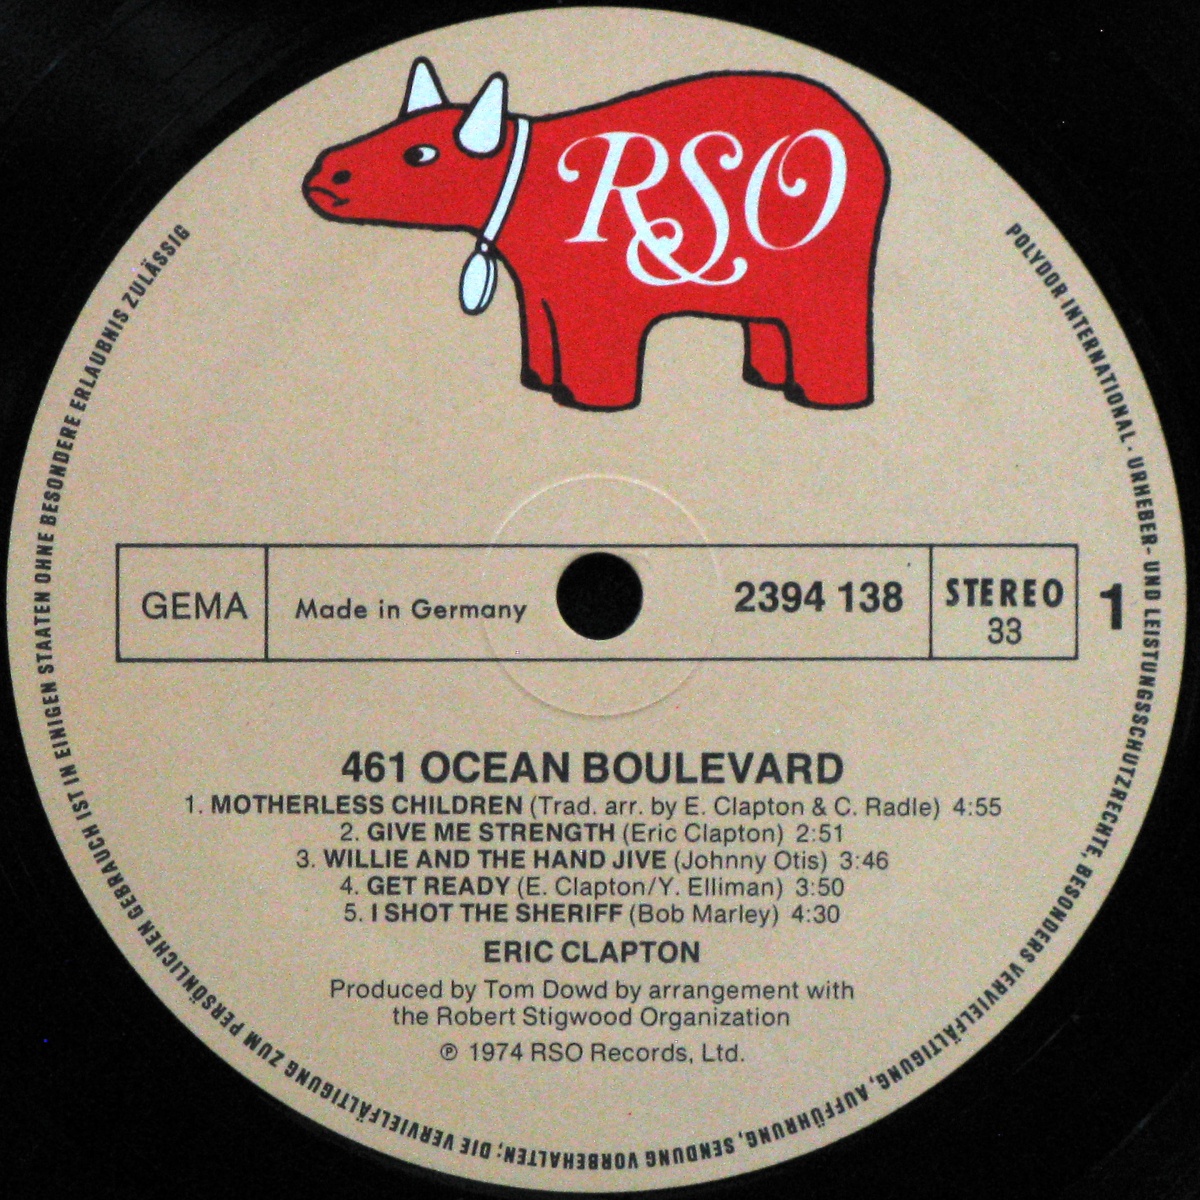 RSO
POLYDOR INTERNATIONAL · URHEBER- UND LEISTUNGSSCHUTZRECHTE, BESONDERS VERVIELFÄLTIGUNG, AUFFÜHRUNG, SENDUNG VORBEHALTEN; DIE VERVIELFÄLTIGUNG ZUM PERSÖNLICHEN GEBRAUCH IST IN EINIGEN STAATEN OHNE BESONDERE ERLAUBNIS ZULÄSSIG
GEMA Made in Germany 2394 138 STEREO 1
33
461 OCEAN BOULEVARD
1. MOTHERLESS CHILDREN (Trad. arr. by E. Clapton & C. Radle) 4:55
2. GIVE ME STRENGTH (Eric Clapton) 2:51
3. WILLIE AND THE HAND JIVE (Johnny Otis) 3:46
4. GET READY (E. Clapton/Y. Elliman) 3:50
5. I SHOT THE SHERIFF (Bob Marley) 4:30
ERIC CLAPTON
Produced by Tom Dowd by arrangement with
the Robert Stigwood Organization
℗ 1974 RSO Records, Ltd.